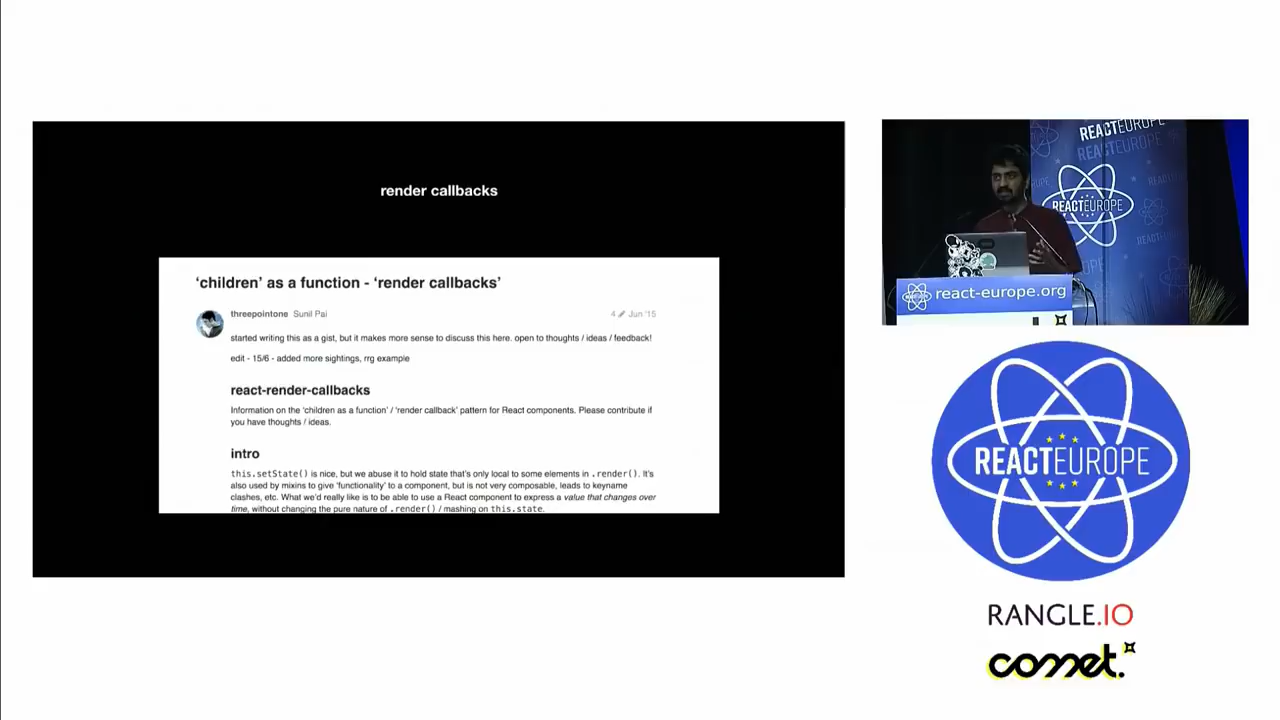 render callbacks
‘children’ as a function - ‘render callbacks’
threepointone Sunil Pai
4 Jun ’15
started writing this as a gist, but it makes more sense to discuss this here. open to thoughts / ideas / feedback!
edit - 15/6 - added more sightings, rrg example
react-render-callbacks
Information on the ‘children as a function’ / ‘render callback’ pattern for React components. Please contribute if
you have thoughts / ideas.
intro
this.setState() is nice, but we abuse it to hold state that’s only local to some elements in .render(). It’s
also used by mixins to give ‘functionality’ to a component, but is not very composable, leads to keyname
clashes, etc. What we’d really like is to be able to use a React component to express a value that changes over
time, without changing the pure nature of .render() / mashing on this.state.
REACTEUROPE
REACTEUROPE
REACTEUROPE
react-europe.org
REACTEUROPE
RANGLE.IO
comet.